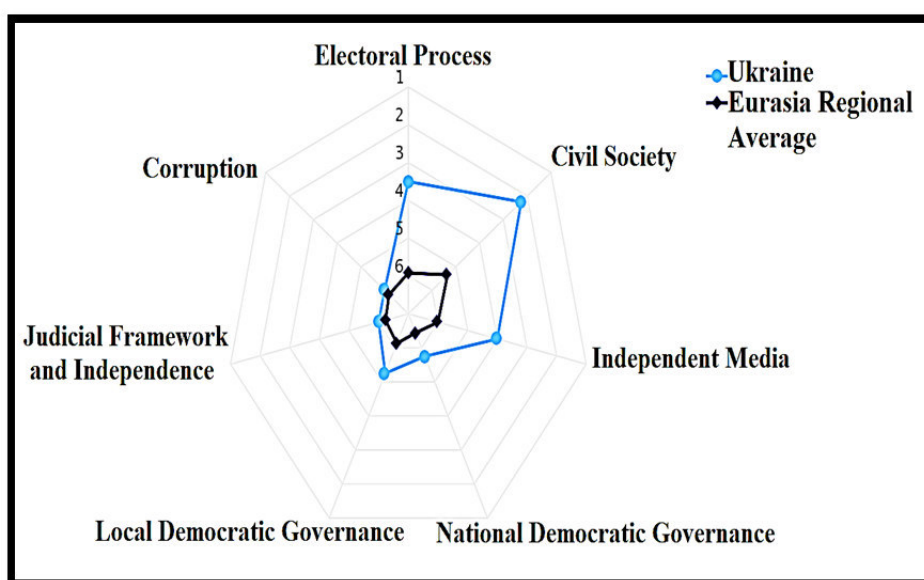 Electoral Process
Ukraine
Eurasia Regional
Average
1
2
3
4
5
6
Civil Society
Corruption
Independent Media
Judicial Framework
and Independence
Local Democratic Governance
National Democratic Governance